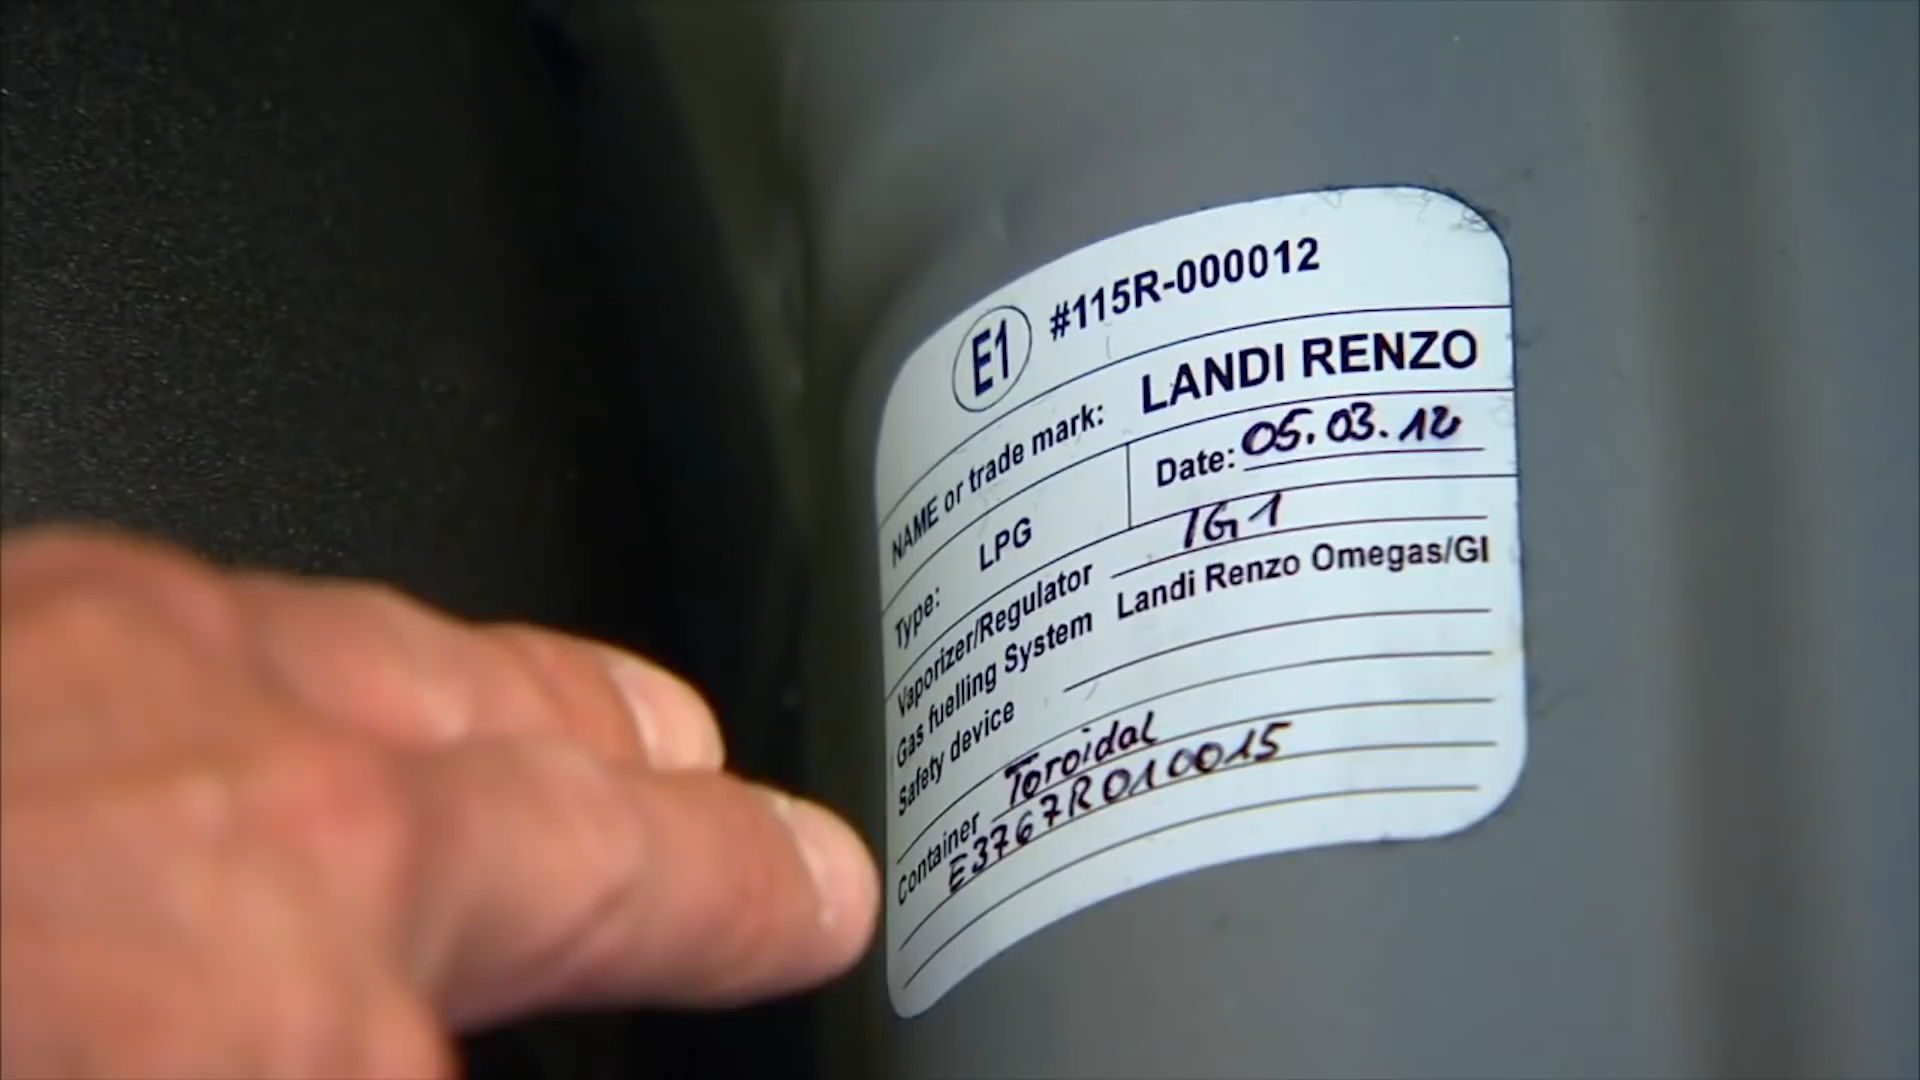 E1 #115R-000012
NAME or trade mark: LANDI RENZO
Type: LPG Date: 05.03.12
Vaporizer/Regulator IG1
Gas fuelling System Landi Renzo Omegas/GI
Safety device
Container Toroidal
E3767R010015